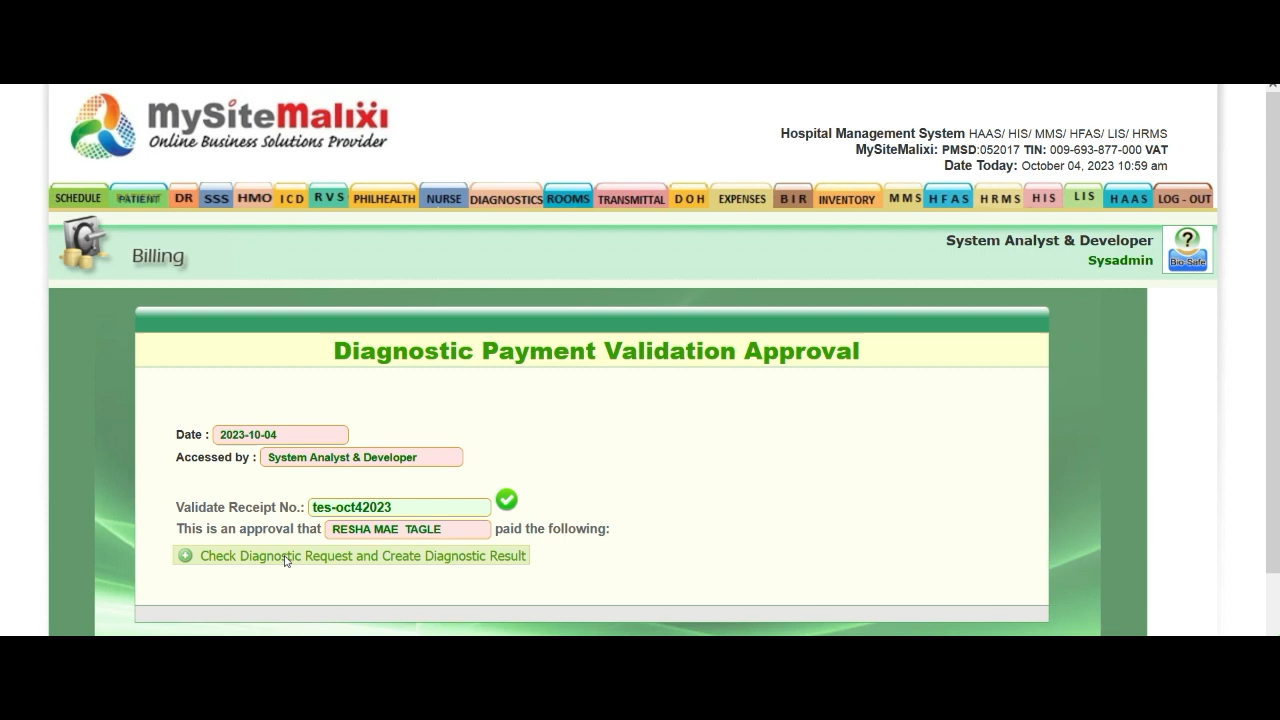 MySiteMalixi
Online Business Solutions Provider
Hospital Management System HAAS/ HIS/ MMS/ HFAS/ LIS/ HRMS
MySiteMalixi: PMSD:052017 TIN: 009-693-877-000 VAT
Date Today: October 04, 2023 10:59 am
SCHEDULE PATIENT DR SSS HMO ICD RVS PHILHEALTH NURSE DIAGNOSTICS ROOMS TRANSMITTAL DOH EXPENSES BIR INVENTORY MMS HFAS HRMS HIS LIS HAAS LOG - OUT
Billing
System Analyst & Developer
Sysadmin
?
Bio-Safe
Diagnostic Payment Validation Approval
Date : 2023-10-04
Accessed by : System Analyst & Developer
Validate Receipt No.: tes-oct42023
This is an approval that RESHA MAE TAGLE paid the following:
Check Diagnostic Request and Create Diagnostic Result